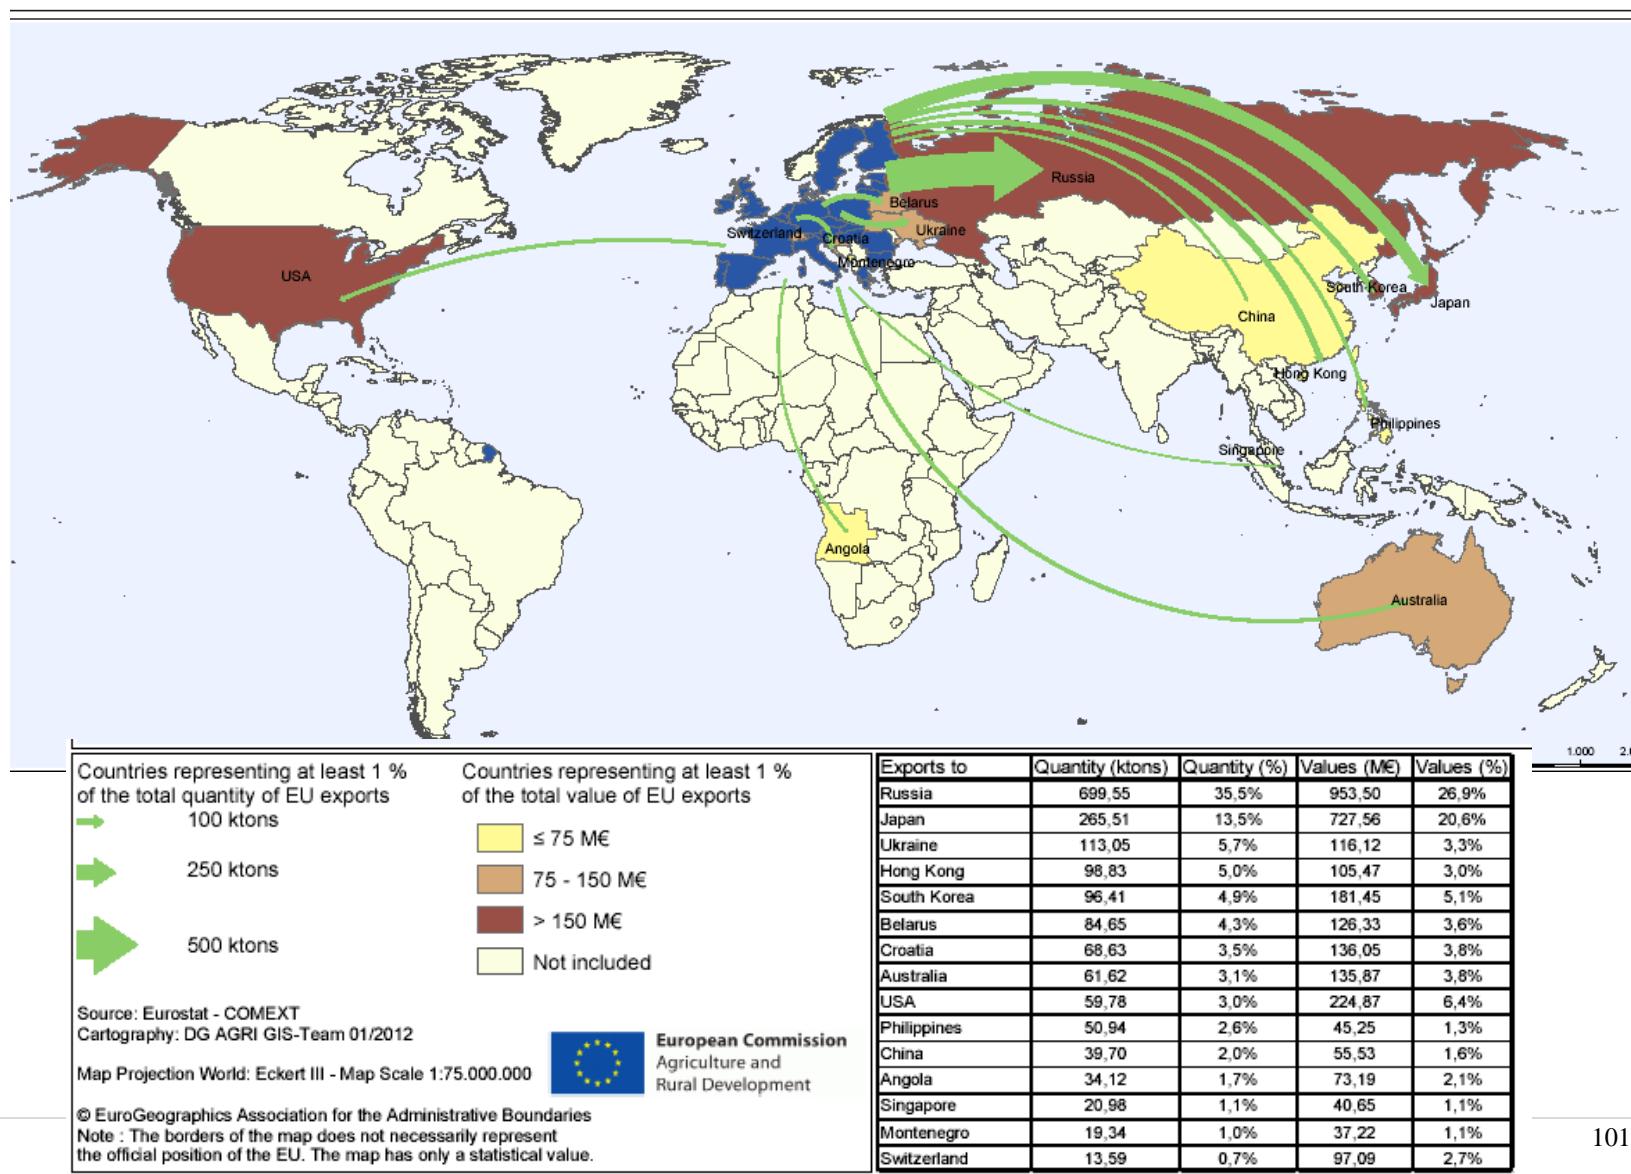 Russia
Belarus
Switzerland
Croatia
Ukraine
Montenegro
USA
South Korea
Japan
China
Hong Kong
Philippines
Singapore
Angola
Australia
1.000 2.0
Countries representing at least 1 %
of the total quantity of EU exports
100 ktons
250 ktons
500 ktons
Countries representing at least 1 %
of the total value of EU exports
≤ 75 M€
75 - 150 M€
> 150 M€
Not included
Source: Eurostat - COMEXT
Cartography: DG AGRI GIS-Team 01/2012
Map Projection World: Eckert III - Map Scale 1:75.000.000
European Commission
Agriculture and
Rural Development
© EuroGeographics Association for the Administrative Boundaries
Note : The borders of the map does not necessarily represent
the official position of the EU. The map has only a statistical value.
Exports to Quantity (ktons) Quantity (%) Values (M€) Values (%)
Russia 699,55 35,5% 953,50 26,9%
Japan 265,51 13,5% 727,56 20,6%
Ukraine 113,05 5,7% 116,12 3,3%
Hong Kong 98,83 5,0% 105,47 3,0%
South Korea 96,41 4,9% 181,45 5,1%
Belarus 84,65 4,3% 126,33 3,6%
Croatia 68,63 3,5% 136,05 3,8%
Australia 61,62 3,1% 135,87 3,8%
USA 59,78 3,0% 224,87 6,4%
Philippines 50,94 2,6% 45,25 1,3%
China 39,70 2,0% 55,53 1,6%
Angola 34,12 1,7% 73,19 2,1%
Singapore 20,98 1,1% 40,65 1,1%
Montenegro 19,34 1,0% 37,22 1,1%
Switzerland 13,59 0,7% 97,09 2,7%
101